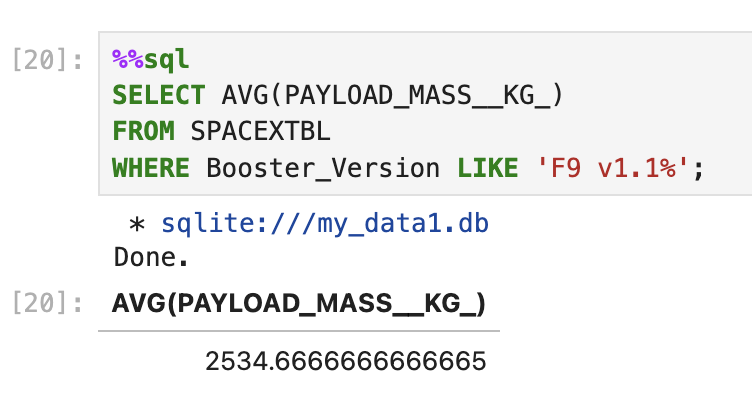 [20]: %%sql
SELECT AVG(PAYLOAD_MASS__KG_)
FROM SPACEXTBL
WHERE Booster_Version LIKE 'F9 v1.1%';
* sqlite:///my_data1.db
Done.
[20]: AVG(PAYLOAD_MASS__KG_)
2534.6666666666665